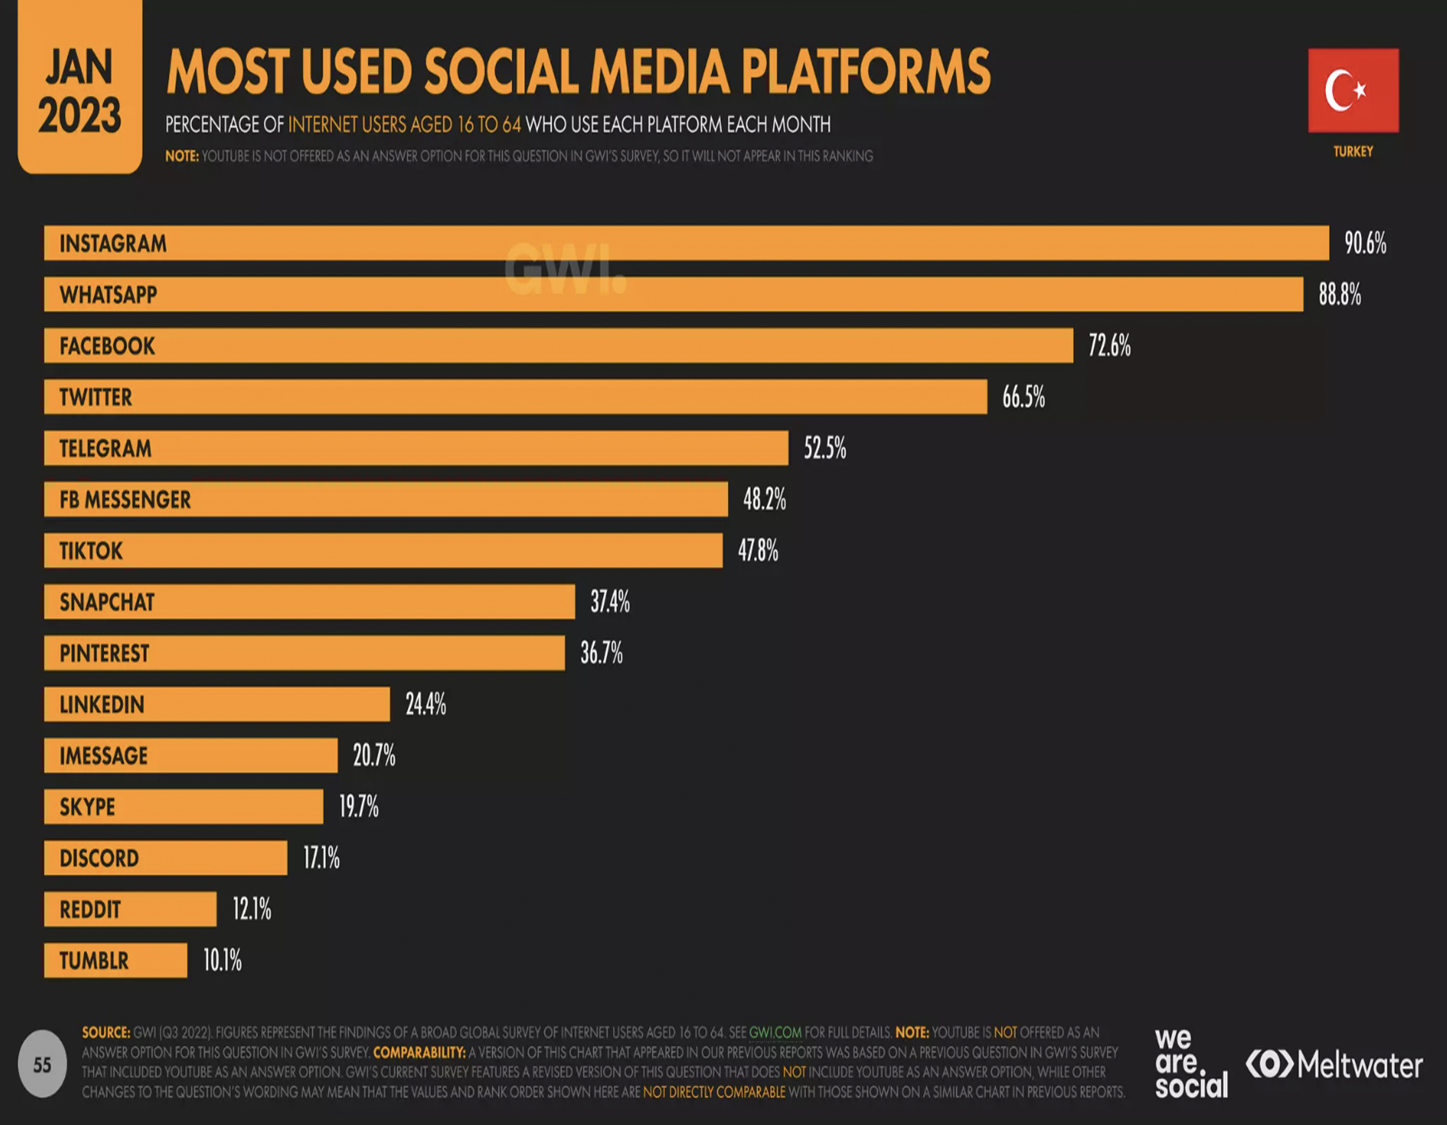 JAN
2023
MOST USED SOCIAL MEDIA PLATFORMS
PERCENTAGE OF INTERNET USERS AGED 16 TO 64 WHO USE EACH PLATFORM EACH MONTH
NOTE: YOUTUBE IS NOT OFFERED AS AN ANSWER OPTION FOR THIS QUESTION IN GWI'S SURVEY, SO IT WILL NOT APPEAR IN THIS RANKING
TURKEY
GWI.
INSTAGRAM 90.6%
WHATSAPP 88.8%
FACEBOOK 72.6%
TWITTER 66.5%
TELEGRAM 52.5%
FB MESSENGER 48.2%
TIKTOK 47.8%
SNAPCHAT 37.4%
PINTEREST 36.7%
LINKEDIN 24.4%
IMESSAGE 20.7%
SKYPE 19.7%
DISCORD 17.1%
REDDIT 12.1%
TUMBLR 10.1%
55
SOURCE: GWI (Q3 2022). FIGURES REPRESENT THE FINDINGS OF A BROAD GLOBAL SURVEY OF INTERNET USERS AGED 16 TO 64. SEE GWI.COM FOR FULL DETAILS. NOTE: YOUTUBE IS NOT OFFERED AS AN
ANSWER OPTION FOR THIS QUESTION IN GWI'S SURVEY. COMPARABILITY: A VERSION OF THIS CHART THAT APPEARED IN OUR PREVIOUS REPORTS WAS BASED ON A PREVIOUS QUESTION IN GWI'S SURVEY
THAT INCLUDED YOUTUBE AS AN ANSWER OPTION. GWI'S CURRENT SURVEY FEATURES A REVISED VERSION OF THIS QUESTION THAT DOES NOT INCLUDE YOUTUBE AS AN ANSWER OPTION, WHILE OTHER
CHANGES TO THE QUESTION'S WORDING MAY MEAN THAT THE VALUES AND RANK ORDER SHOWN HERE ARE NOT DIRECTLY COMPARABLE WITH THOSE SHOWN ON A SIMILAR CHART IN PREVIOUS REPORTS.
we
are.
social
Meltwater